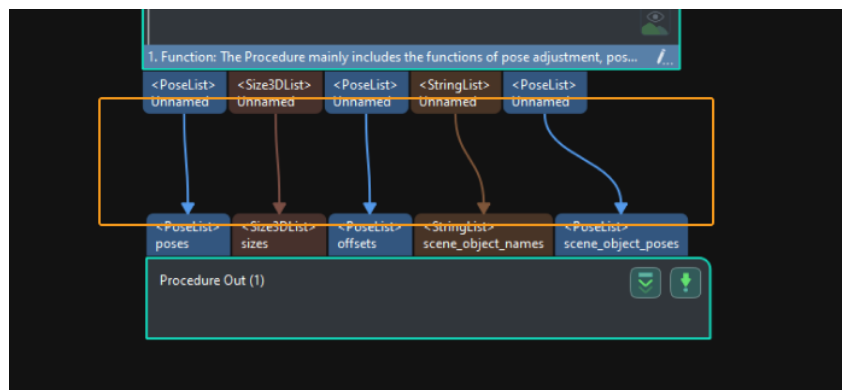 1. Function: The Procedure mainly includes the functions of pose adjustment, pos...
<PoseList> <Size3DList> <PoseList> <StringList> <PoseList>
Unnamed Unnamed Unnamed Unnamed Unnamed
<PoseList> <Size3DList> <PoseList> <StringList> <PoseList>
poses sizes offsets scene_object_names scene_object_poses
Procedure Out (1)